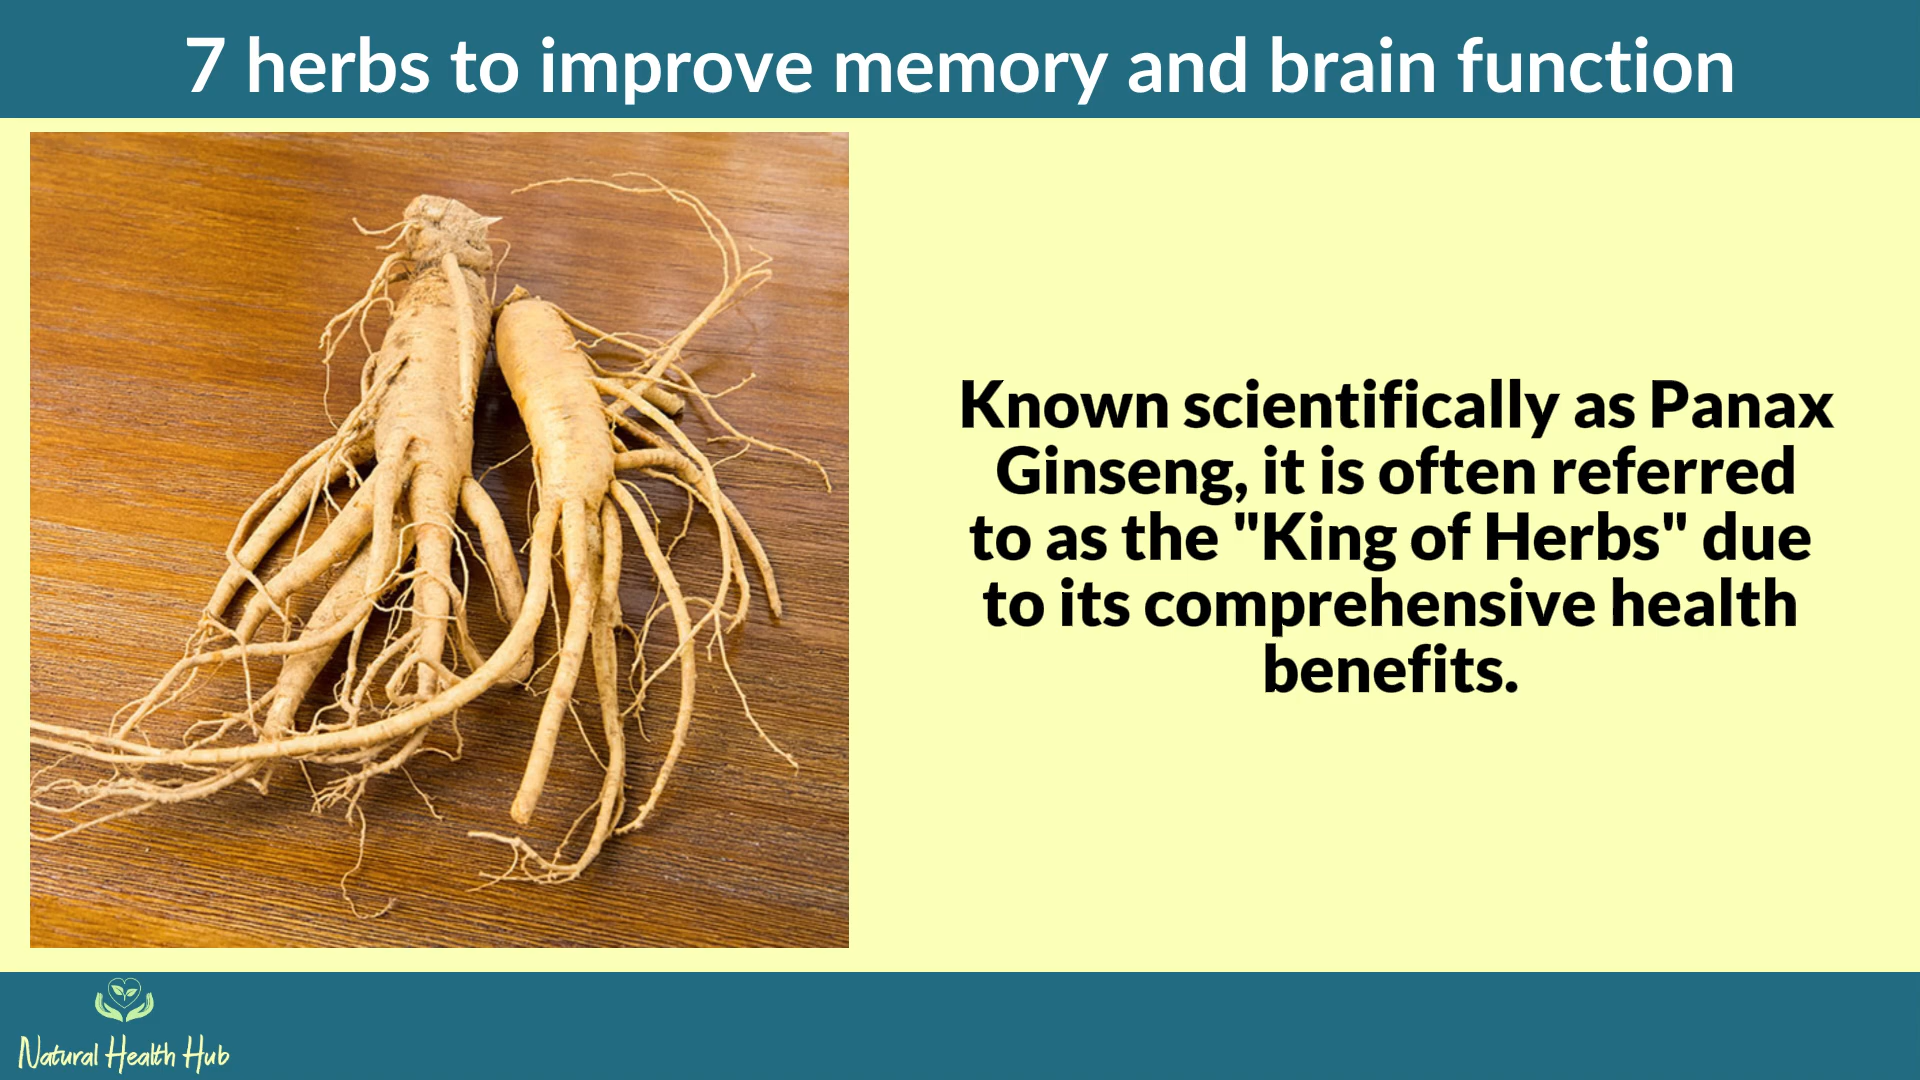 7 herbs to improve memory and brain function
Known scientifically as Panax
Ginseng, it is often referred
to as the "King of Herbs" due
to its comprehensive health
benefits.
Natural Health Hub